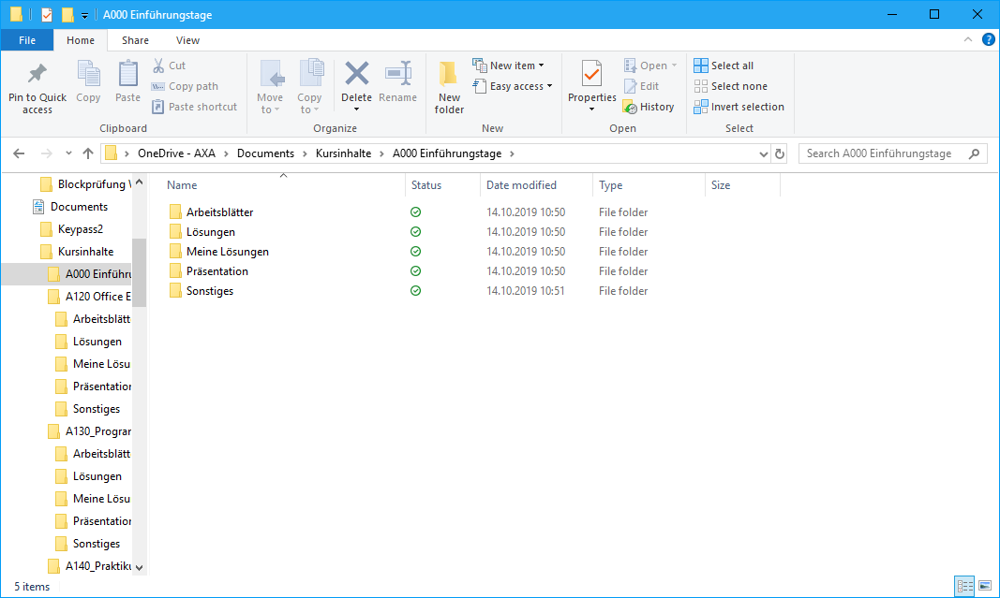 A000 Einführungstage
File Home Share View
Pin to Quick access
Copy
Paste
Cut
Copy path
Paste shortcut
Clipboard
Move to
Copy to
Delete
Rename
Organize
New folder
New item
Easy access
New
Properties
Open
Edit
History
Open
Select all
Select none
Invert selection
Select
OneDrive - AXA > Documents > Kursinhalte > A000 Einführungstage >
Search A000 Einführungstage
Blockprüfung
Documents
Keypass2
Kursinhalte
A000 Einführu
A120 Office E
Arbeitsblätt
Lösungen
Meine Lösu
Präsentation
Sonstiges
A130_Progran
Arbeitsblätt
Lösungen
Meine Lösu
Präsentation
Sonstiges
A140_Praktiku
Name Status Date modified Type Size
Arbeitsblätter 14.10.2019 10:50 File folder
Lösungen 14.10.2019 10:50 File folder
Meine Lösungen 14.10.2019 10:50 File folder
Präsentation 14.10.2019 10:50 File folder
Sonstiges 14.10.2019 10:51 File folder
5 items